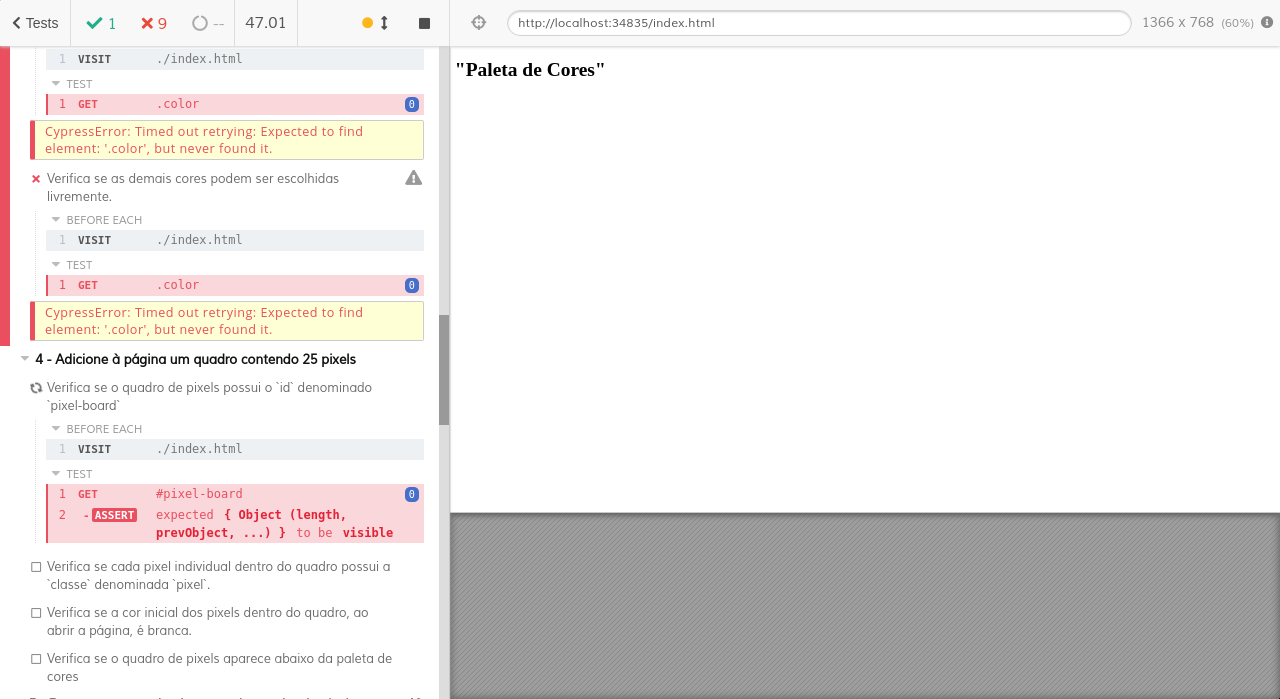 Tests 1 9 -- 47.01 http://localhost:34835/index.html 1366 x 768 (60%)
1 VISIT ./index.html
TEST
1 GET .color 0
CypressError: Timed out retrying: Expected to find
element: '.color', but never found it.
Verifica se as demais cores podem ser escolhidas
livremente.
BEFORE EACH
1 VISIT ./index.html
TEST
1 GET .color 0
CypressError: Timed out retrying: Expected to find
element: '.color', but never found it.
4 - Adicione à página um quadro contendo 25 pixels
Verifica se o quadro de pixels possui o `id` denominado
`pixel-board`
BEFORE EACH
1 VISIT ./index.html
TEST
1 GET #pixel-board 0
2 -ASSERT expected { Object (length,
prevObject, ...) } to be visible
Verifica se cada pixel individual dentro do quadro possui a
`classe` denominada `pixel`.
Verifica se a cor inicial dos pixels dentro do quadro, ao
abrir a página, é branca.
Verifica se o quadro de pixels aparece abaixo da paleta de
cores
"Paleta de Cores"